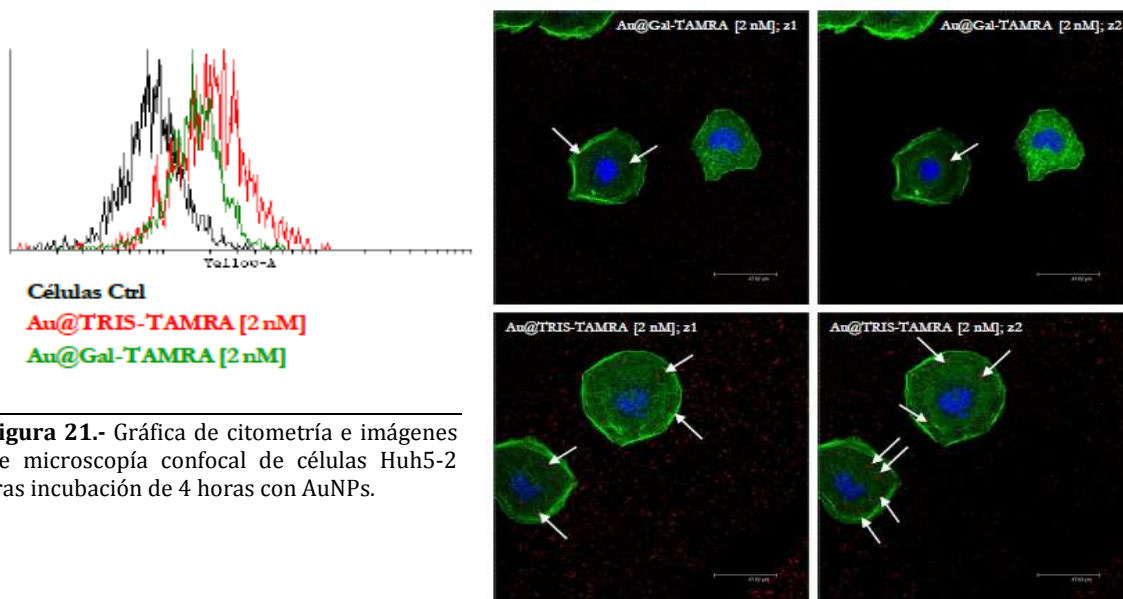 Au@Gal-TAMRA [2 nM]; z1
Au@Gal-TAMRA [2 nM]; z2
Yellow-A
Células Ctrl
Au@TRIS-TAMRA [2 nM]
Au@Gal-TAMRA [2 nM]
Au@TRIS-TAMRA [2 nM]; z1
Au@TRIS-TAMRA [2 nM]; z2
igura 21.- Gráfica de citometría e imágenes
e microscopía confocal de células Huh5-2
ras incubación de 4 horas con AuNPs.